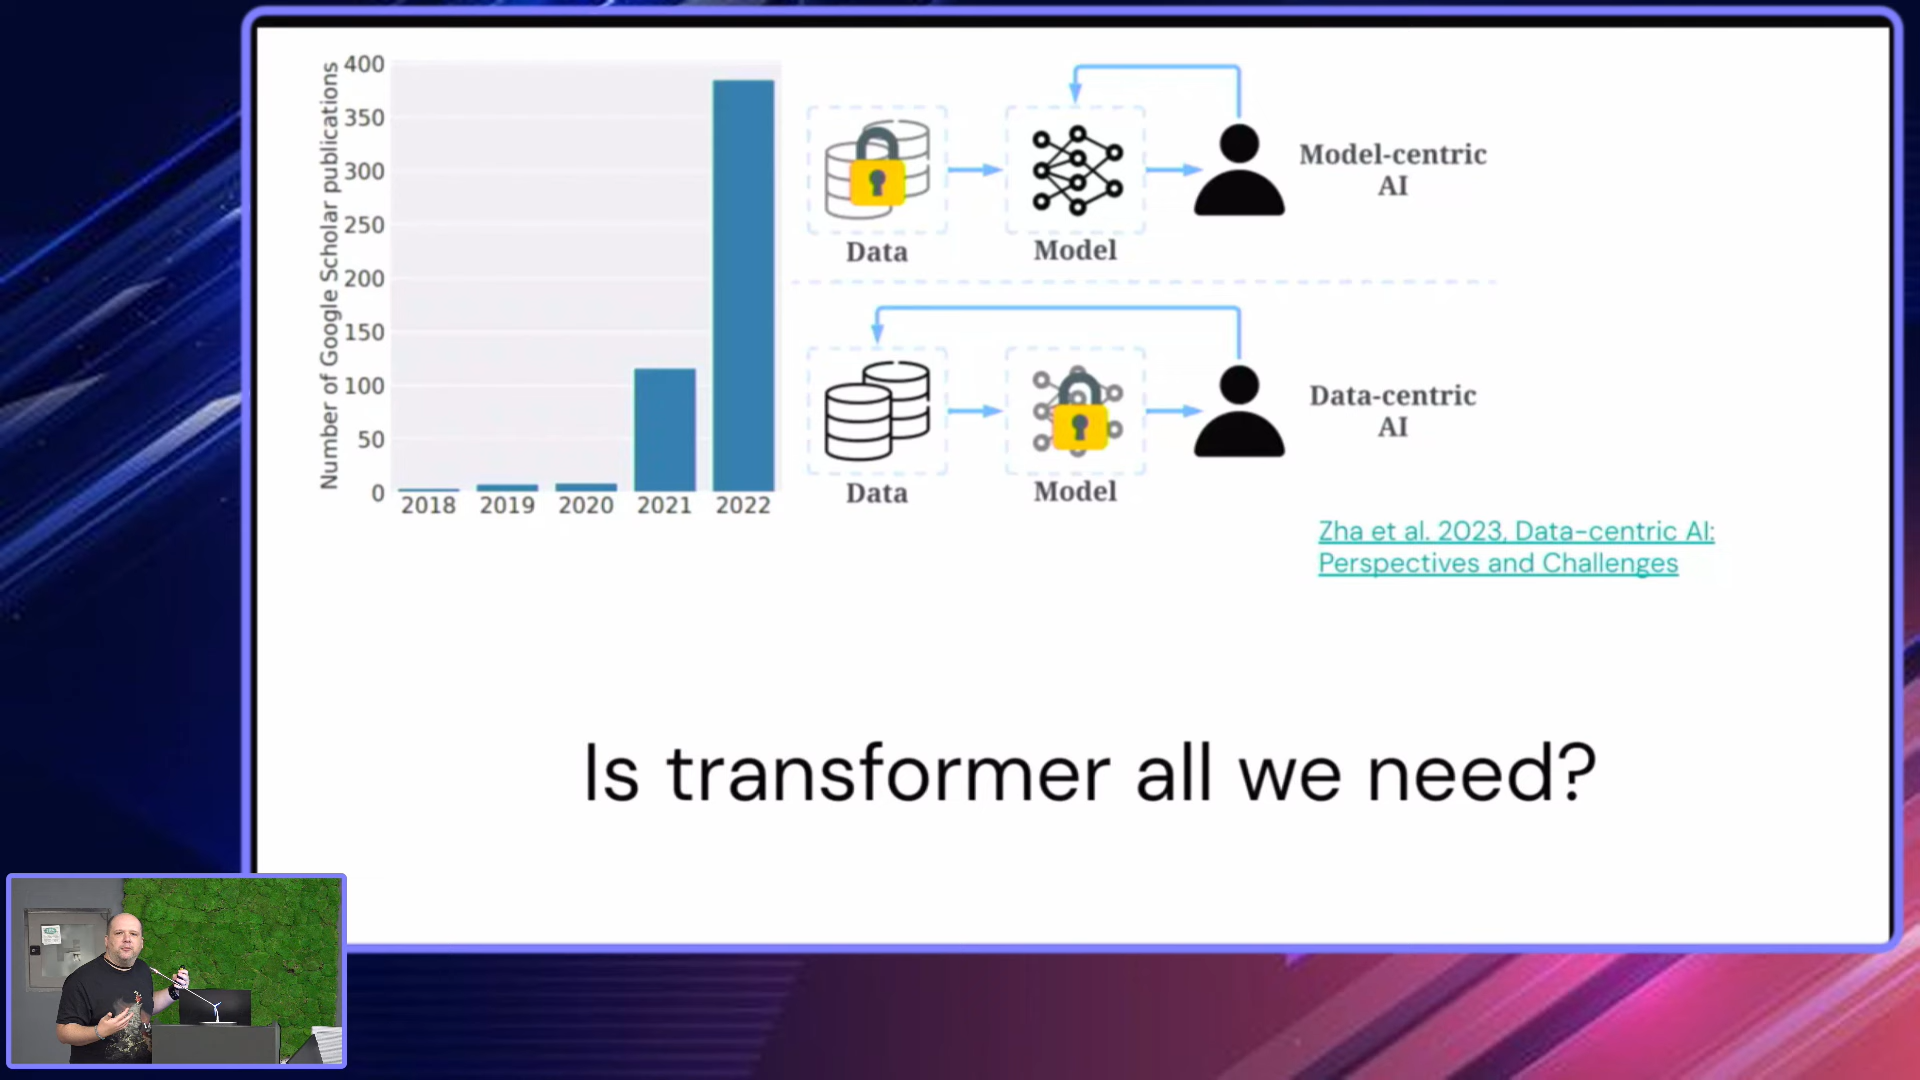 Number of Google Scholar publications
400
350
300
250
200
150
100
50
0
2018 2019 2020 2021 2022
Data
Model
Model-centric
AI
Data
Model
Data-centric
AI
Zha et al. 2023, Data-centric AI:
Perspectives and Challenges
Is transformer all we need?